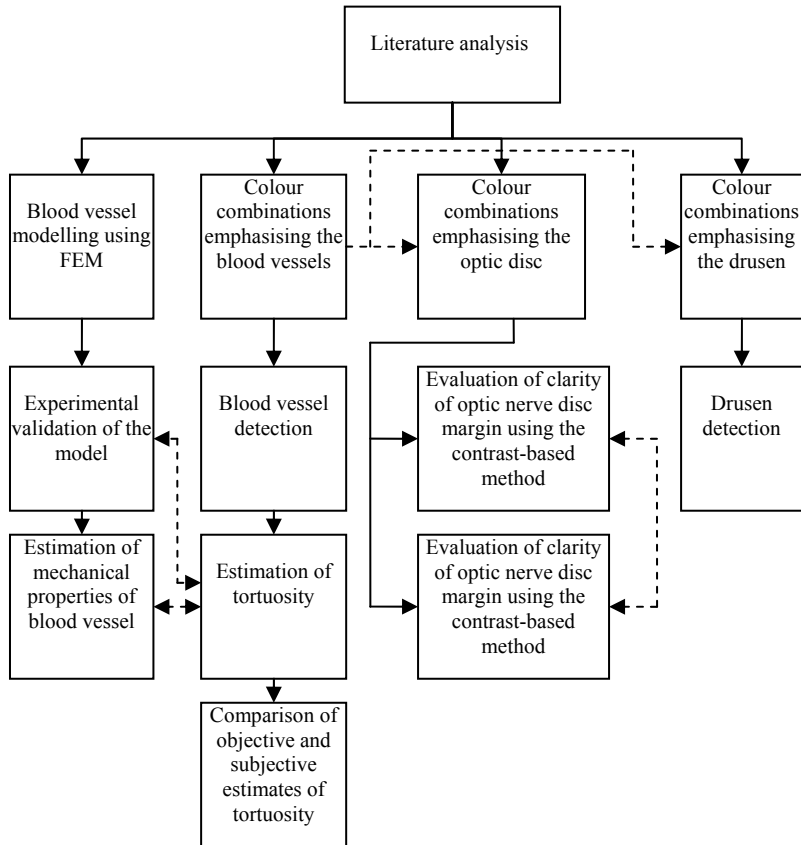 Literature analysis
Blood vessel
modelling using
FEM
Colour
combinations
emphasising the
blood vessels
Colour
combinations
emphasising the
optic disc
Colour
combinations
emphasising
the drusen
Experimental
validation of the
model
Blood vessel
detection
Evaluation of clarity
of optic nerve disc
margin using the
contrast-based
method
Drusen
detection
Estimation of
mechanical
properties of
blood vessel
Estimation of
tortuosity
Evaluation of clarity
of optic nerve disc
margin using the
contrast-based
method
Comparison of
objective and
subjective
estimates of
tortuosity